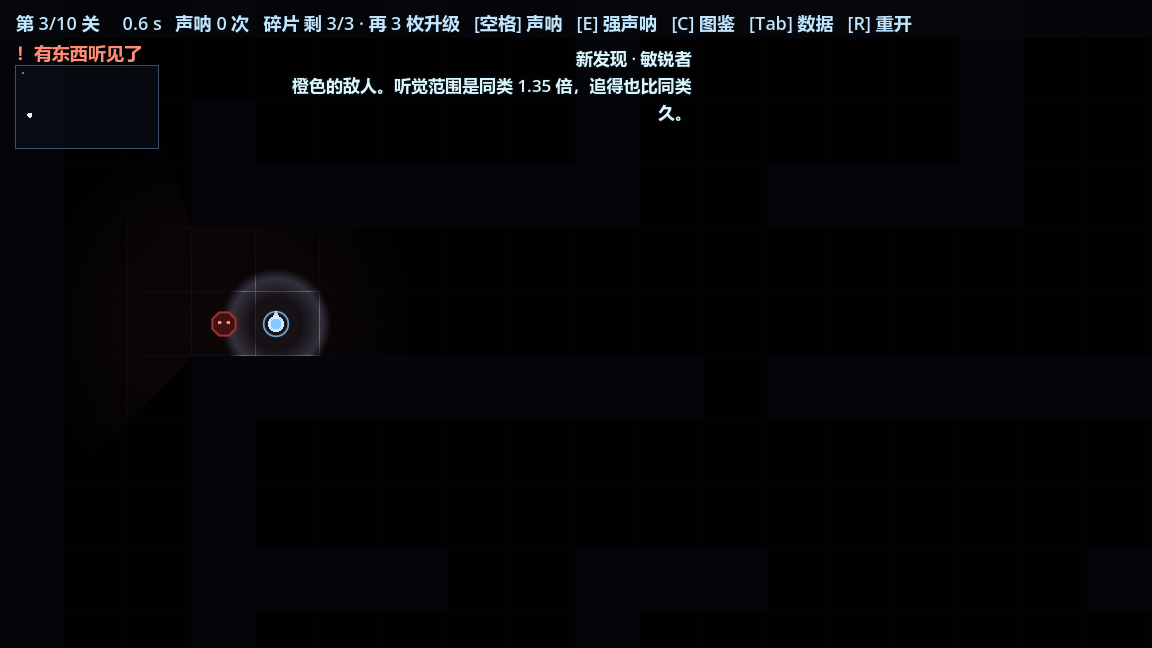 第 3/10 关 0.6 s 声呐 0 次 碎片 剩 3/3 · 再 3 枚升级 [空格] 声呐 [E] 强声呐 [C] 图鉴 [Tab] 数据 [R] 重开
！有东西听见了
新发现 · 敏锐者
橙色的敌人。听觉范围是同类 1.35 倍，追得也比同类
久。